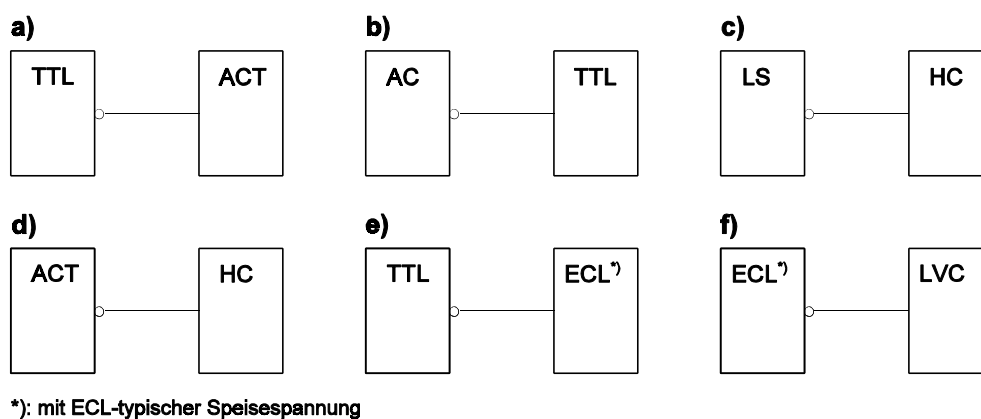 a) b) c)
TTL ACT AC TTL LS HC
d) e) f)
ACT HC TTL ECL*) ECL*) LVC
*): mit ECL-typischer Speisespannung